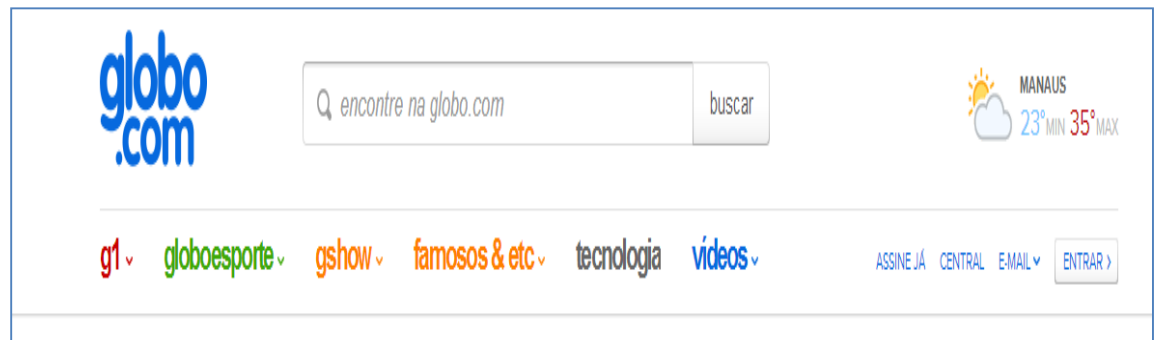 globo
.com
encontre na globo.com
buscar
MANAUS
23°MIN 35°MAX
g1 globoesporte gshow famosos & etc tecnologia vídeos
ASSINE JÁ CENTRAL E-MAIL ENTRAR >